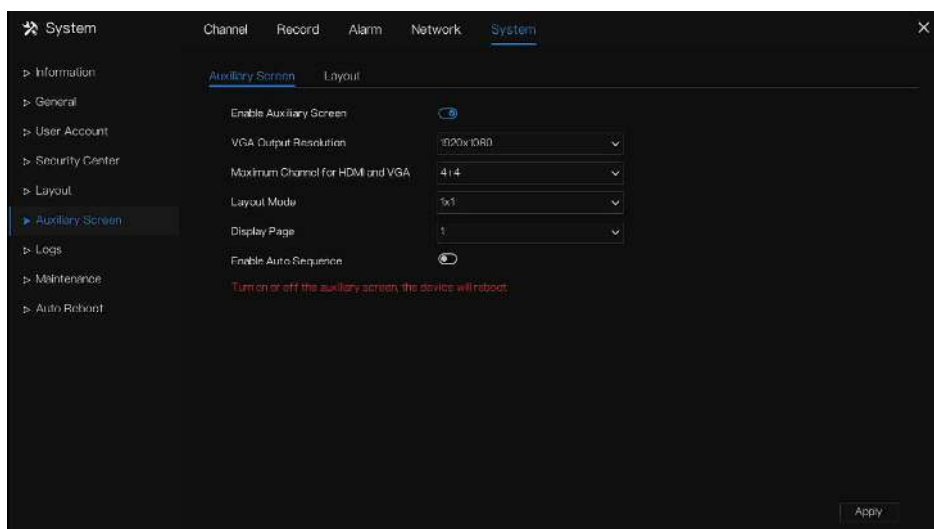 System
Channel Record Alarm Network System
Information
General
User Account
Security Center
Layout
Auxiliary Screen
Logs
Maintenance
Auto Reboot
Auxiliary Screen Layout
Enable Auxiliary Screen
VGA Output Resolution 1920x1080
Maximum Channel for HDMI and VGA 4+4
Layout Mode 1x1
Display Page 1
Enable Auto Sequence
Turn on or off the auxiliary screen, the device will reboot
Apply